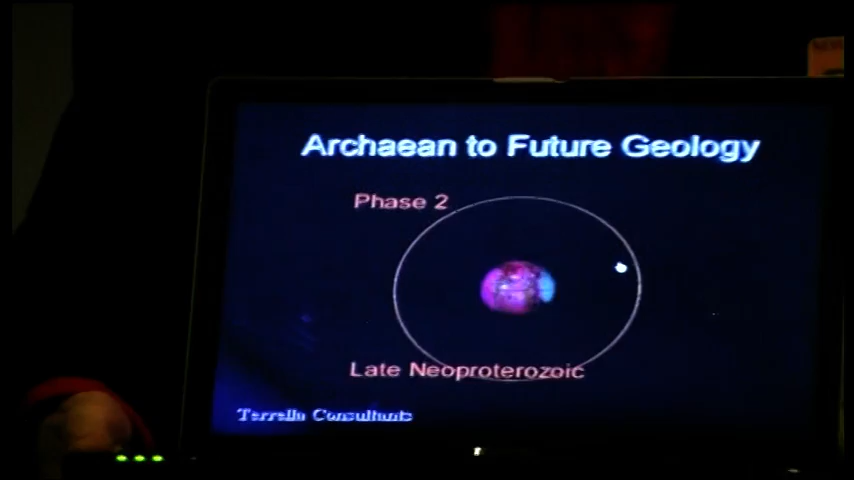 Archaean to Future Geology
Phase 2
Late Neoproterozoic
Terrella Consultants